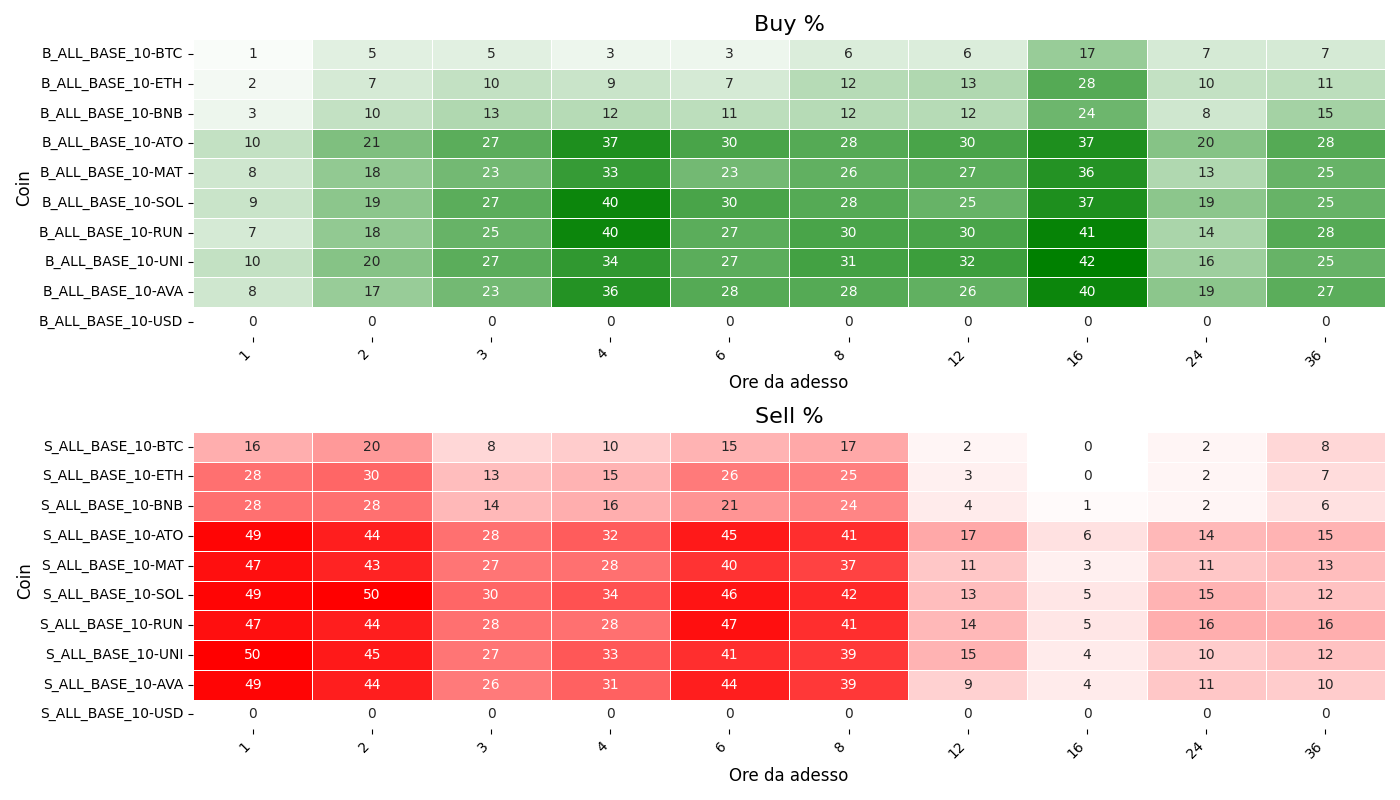 Buy %
Coin
B_ALL_BASE_10-BTC 1 5 5 3 3 6 6 17 7 7
B_ALL_BASE_10-ETH 2 7 10 9 7 12 13 28 10 11
B_ALL_BASE_10-BNB 3 10 13 12 11 12 12 24 8 15
B_ALL_BASE_10-ATO 10 21 27 37 30 28 30 37 20 28
B_ALL_BASE_10-MAT 8 18 23 33 23 26 27 36 13 25
B_ALL_BASE_10-SOL 9 19 27 40 30 28 25 37 19 25
B_ALL_BASE_10-RUN 7 18 25 40 27 30 30 41 14 28
B_ALL_BASE_10-UNI 10 20 27 34 27 31 32 42 16 25
B_ALL_BASE_10-AVA 8 17 23 36 28 28 26 40 19 27
B_ALL_BASE_10-USD 0 0 0 0 0 0 0 0 0 0
1 2 3 4 6 8 12 16 24 36
Ore da adesso
Sell %
Coin
S_ALL_BASE_10-BTC 16 20 8 10 15 17 2 0 2 8
S_ALL_BASE_10-ETH 28 30 13 15 26 25 3 0 2 7
S_ALL_BASE_10-BNB 28 28 14 16 21 24 4 1 2 6
S_ALL_BASE_10-ATO 49 44 28 32 45 41 17 6 14 15
S_ALL_BASE_10-MAT 47 43 27 28 40 37 11 3 11 13
S_ALL_BASE_10-SOL 49 50 30 34 46 42 13 5 15 12
S_ALL_BASE_10-RUN 47 44 28 28 47 41 14 5 16 16
S_ALL_BASE_10-UNI 50 45 27 33 41 39 15 4 10 12
S_ALL_BASE_10-AVA 49 44 26 31 44 39 9 4 11 10
S_ALL_BASE_10-USD 0 0 0 0 0 0 0 0 0 0
1 2 3 4 6 8 12 16 24 36
Ore da adesso